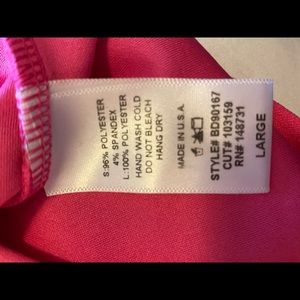 S:96% POLYESTER
4% SPANDEX
L:100% POLYESTER
HAND WASH COLD
DO NOT BLEACH
HANG DRY
MADE IN U.S.A.
STYLE# BD90167
CUT# 103159
RN# 148731
LARGE